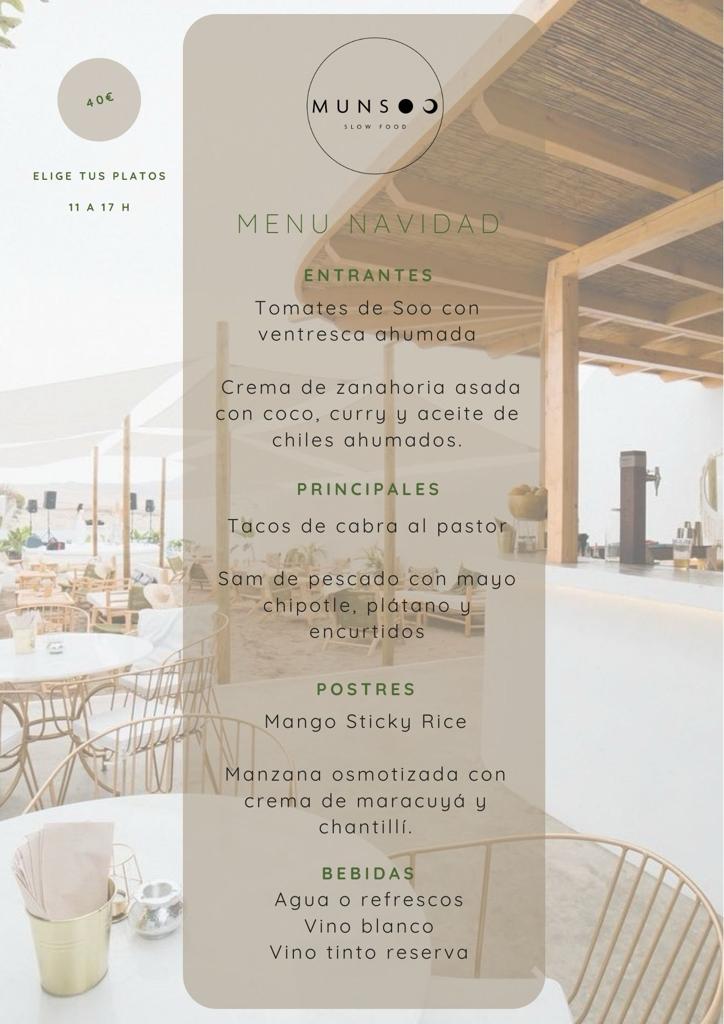 40€
ELIGE TUS PLATOS
11 A 17 H
MUNSOO
SLOW FOOD
MENU NAVIDAD
ENTRANTES
Tomates de Soo con
ventresca ahumada
Crema de zanahoria asada
con coco, curry y aceite de
chiles ahumados.
PRINCIPALES
Tacos de cabra al pastor
Sam de pescado con mayo
chipotle, plátano y
encurtidos
POSTRES
Mango Sticky Rice
Manzana osmotizada con
crema de maracuyá y
chantillí.
BEBIDAS
Agua o refrescos
Vino blanco
Vino tinto reserva